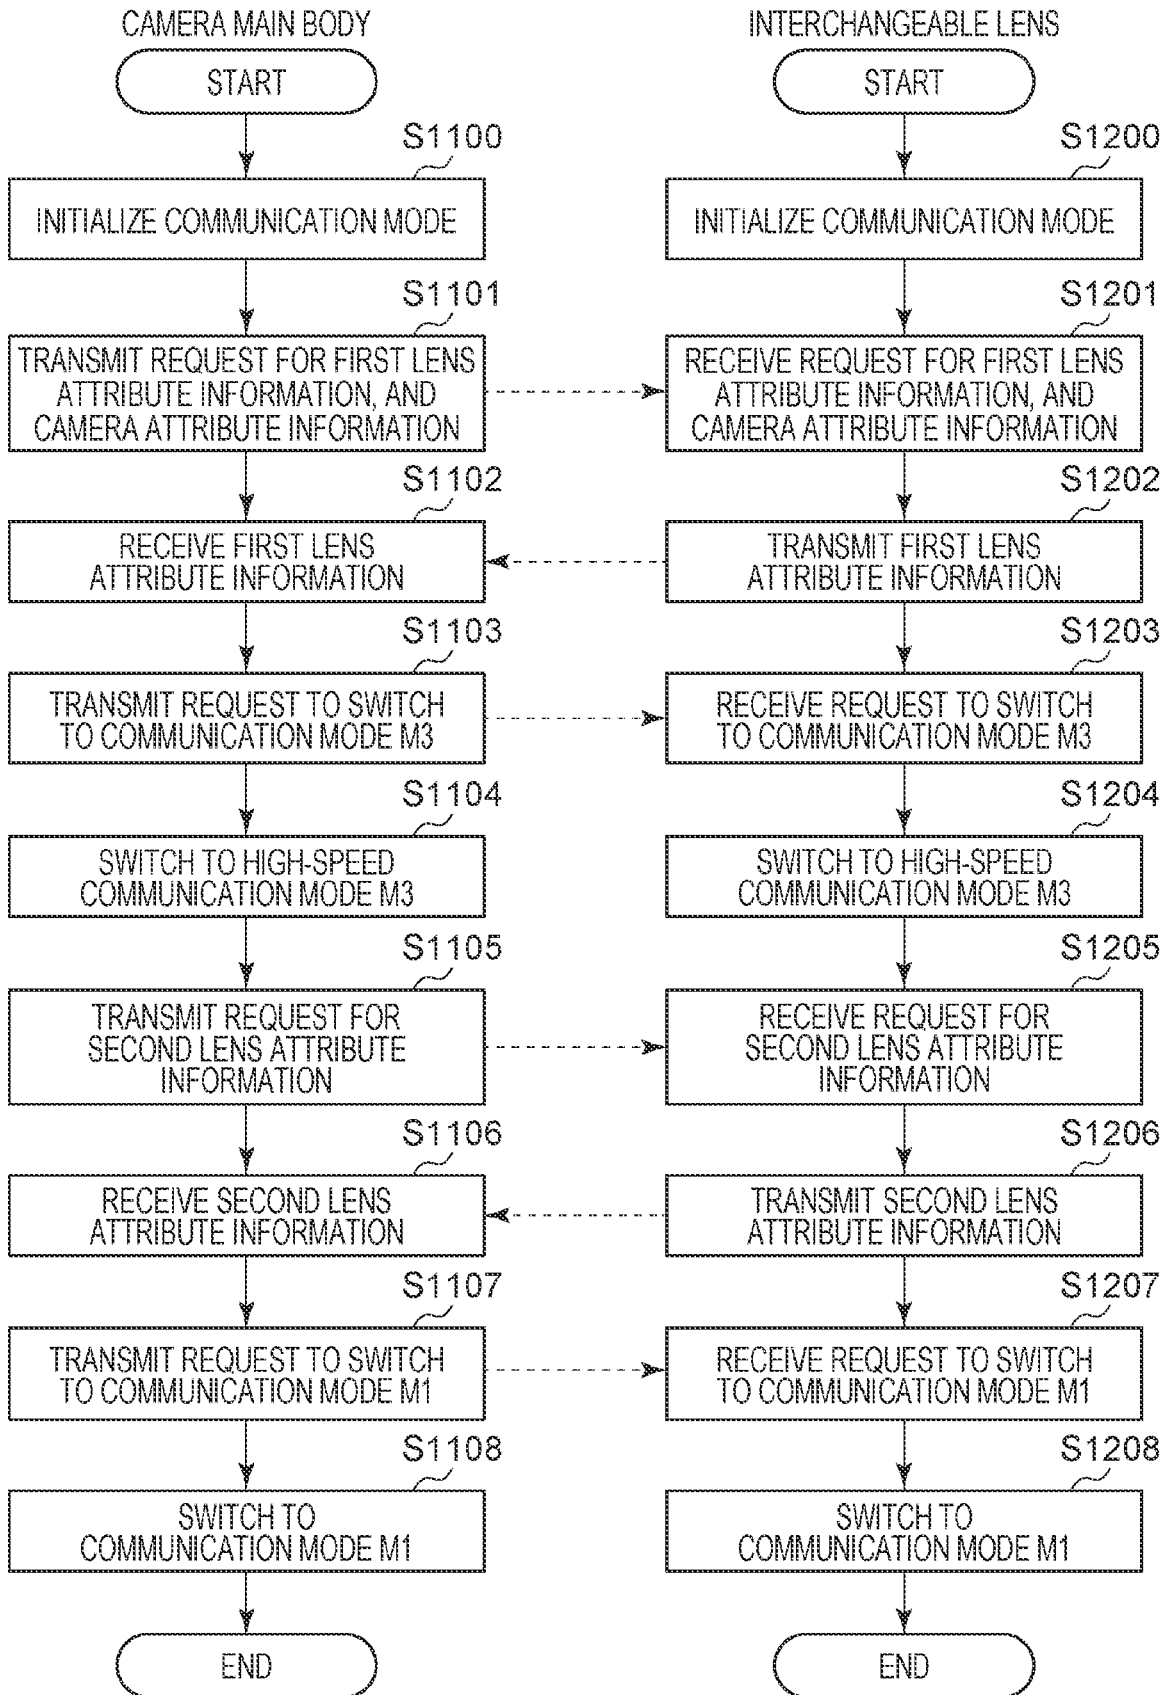 CAMERA MAIN BODY
START
S1100
INITIALIZE COMMUNICATION MODE
S1101
TRANSMIT REQUEST FOR FIRST LENS
ATTRIBUTE INFORMATION, AND
CAMERA ATTRIBUTE INFORMATION
S1102
RECEIVE FIRST LENS
ATTRIBUTE INFORMATION
S1103
TRANSMIT REQUEST TO SWITCH
TO COMMUNICATION MODE M3
S1104
SWITCH TO HIGH-SPEED
COMMUNICATION MODE M3
S1105
TRANSMIT REQUEST FOR
SECOND LENS ATTRIBUTE
INFORMATION
S1106
RECEIVE SECOND LENS
ATTRIBUTE INFORMATION
S1107
TRANSMIT REQUEST TO SWITCH
TO COMMUNICATION MODE M1
S1108
SWITCH TO
COMMUNICATION MODE M1
END
INTERCHANGEABLE LENS
START
S1200
INITIALIZE COMMUNICATION MODE
S1201
RECEIVE REQUEST FOR FIRST LENS
ATTRIBUTE INFORMATION, AND
CAMERA ATTRIBUTE INFORMATION
S1202
TRANSMIT FIRST LENS
ATTRIBUTE INFORMATION
S1203
RECEIVE REQUEST TO SWITCH
TO COMMUNICATION MODE M3
S1204
SWITCH TO HIGH-SPEED
COMMUNICATION MODE M3
S1205
RECEIVE REQUEST FOR
SECOND LENS ATTRIBUTE
INFORMATION
S1206
TRANSMIT SECOND LENS
ATTRIBUTE INFORMATION
S1207
RECEIVE REQUEST TO SWITCH
TO COMMUNICATION MODE M1
S1208
SWITCH TO
COMMUNICATION MODE M1
END